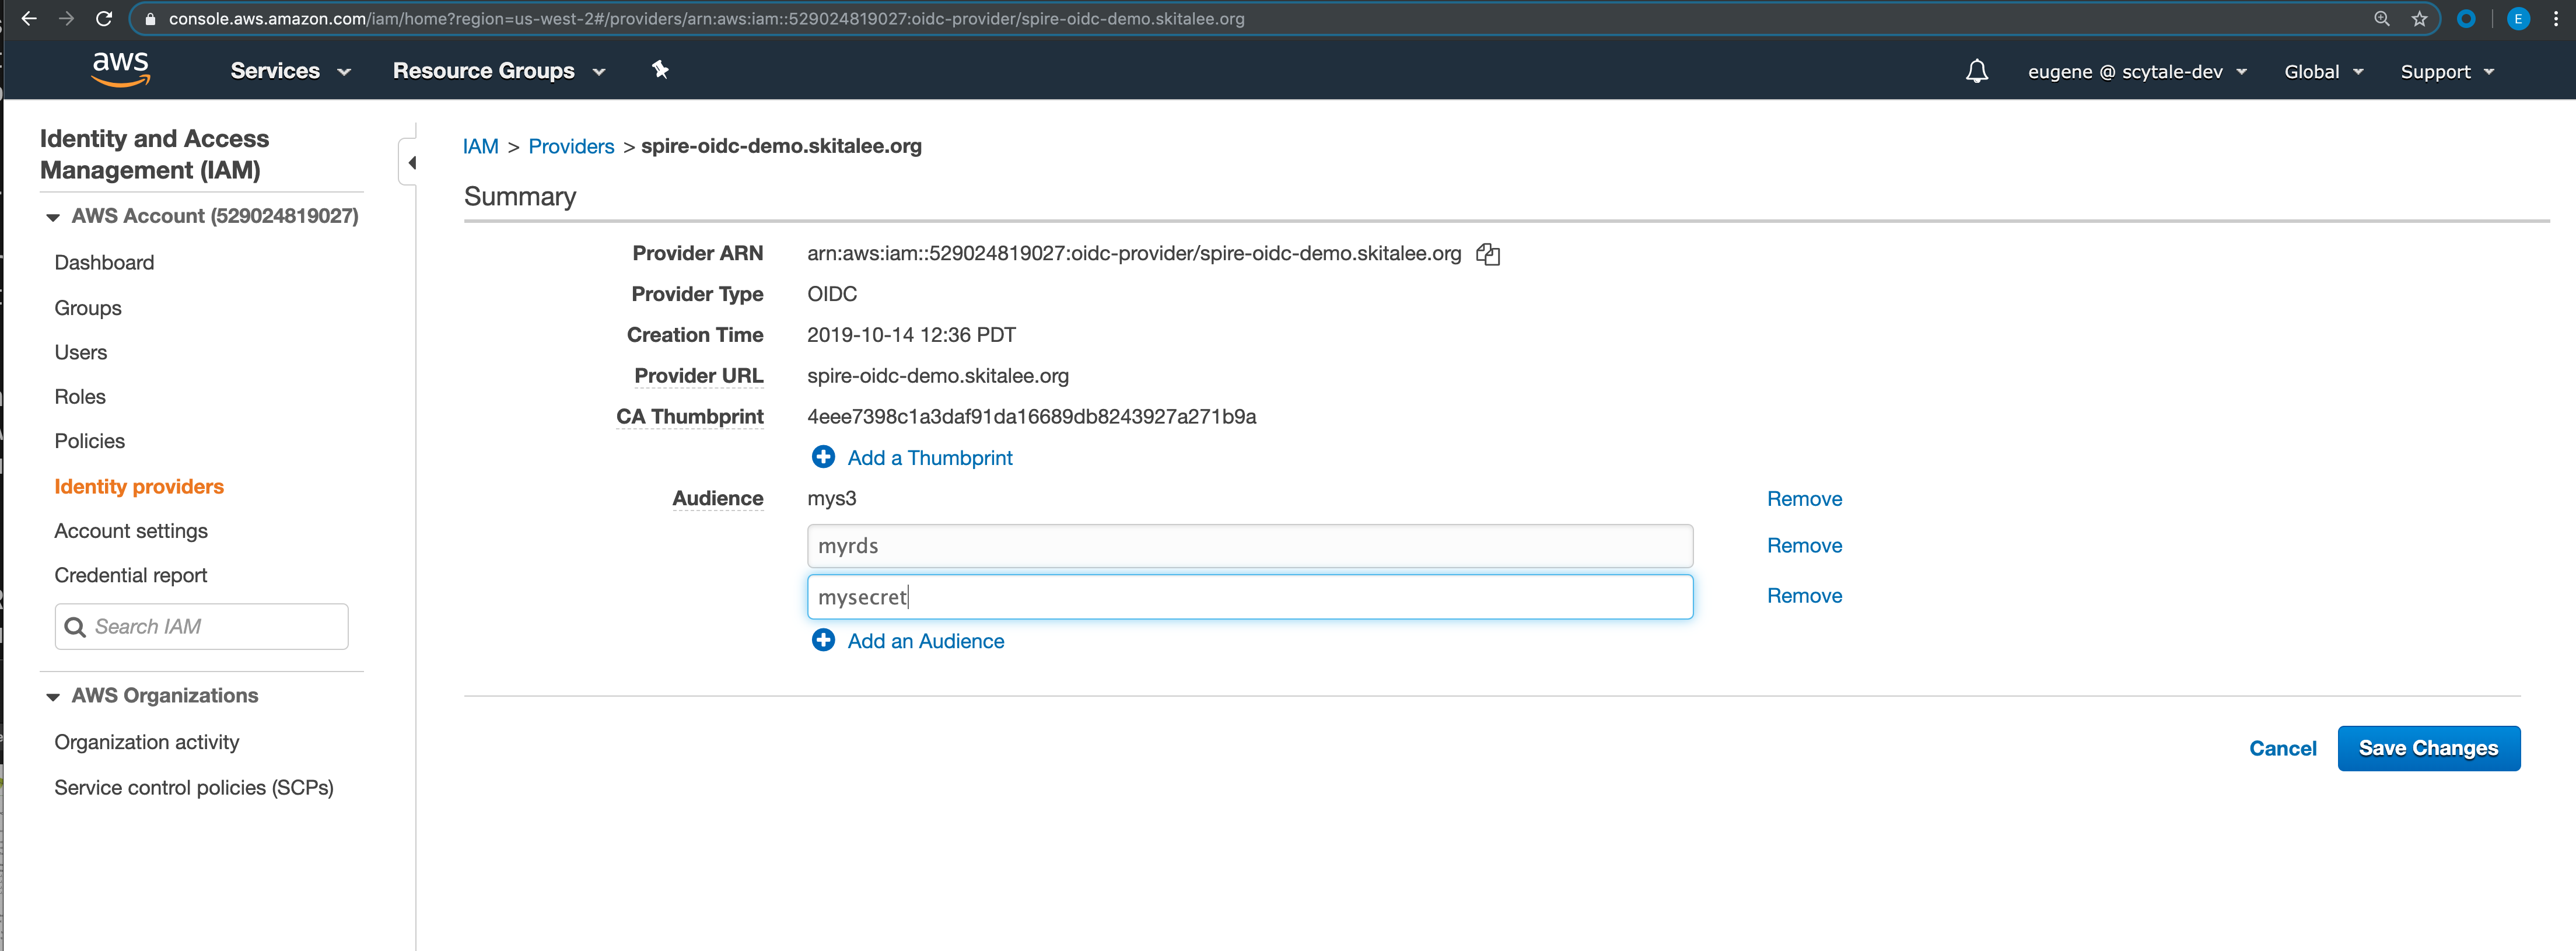 console.aws.amazon.com/iam/home?region=us-west-2#/providers/arn:aws:iam::529024819027:oidc-provider/spire-oidc-demo.skitalee.org
E
aws
Services
Resource Groups
eugene @ scytale-dev
Global
Support
Identity and Access
Management (IAM)
AWS Account (529024819027)
Dashboard
Groups
Users
Roles
Policies
Identity providers
Account settings
Credential report
Search IAM
AWS Organizations
Organization activity
Service control policies (SCPs)
IAM > Providers > spire-oidc-demo.skitalee.org
Summary
Provider ARN arn:aws:iam::529024819027:oidc-provider/spire-oidc-demo.skitalee.org
Provider Type OIDC
Creation Time 2019-10-14 12:36 PDT
Provider URL spire-oidc-demo.skitalee.org
CA Thumbprint 4eee7398c1a3daf91da16689db8243927a271b9a
Add a Thumbprint
Audience mys3 Remove
myrds Remove
mysecret Remove
Add an Audience
Cancel Save Changes